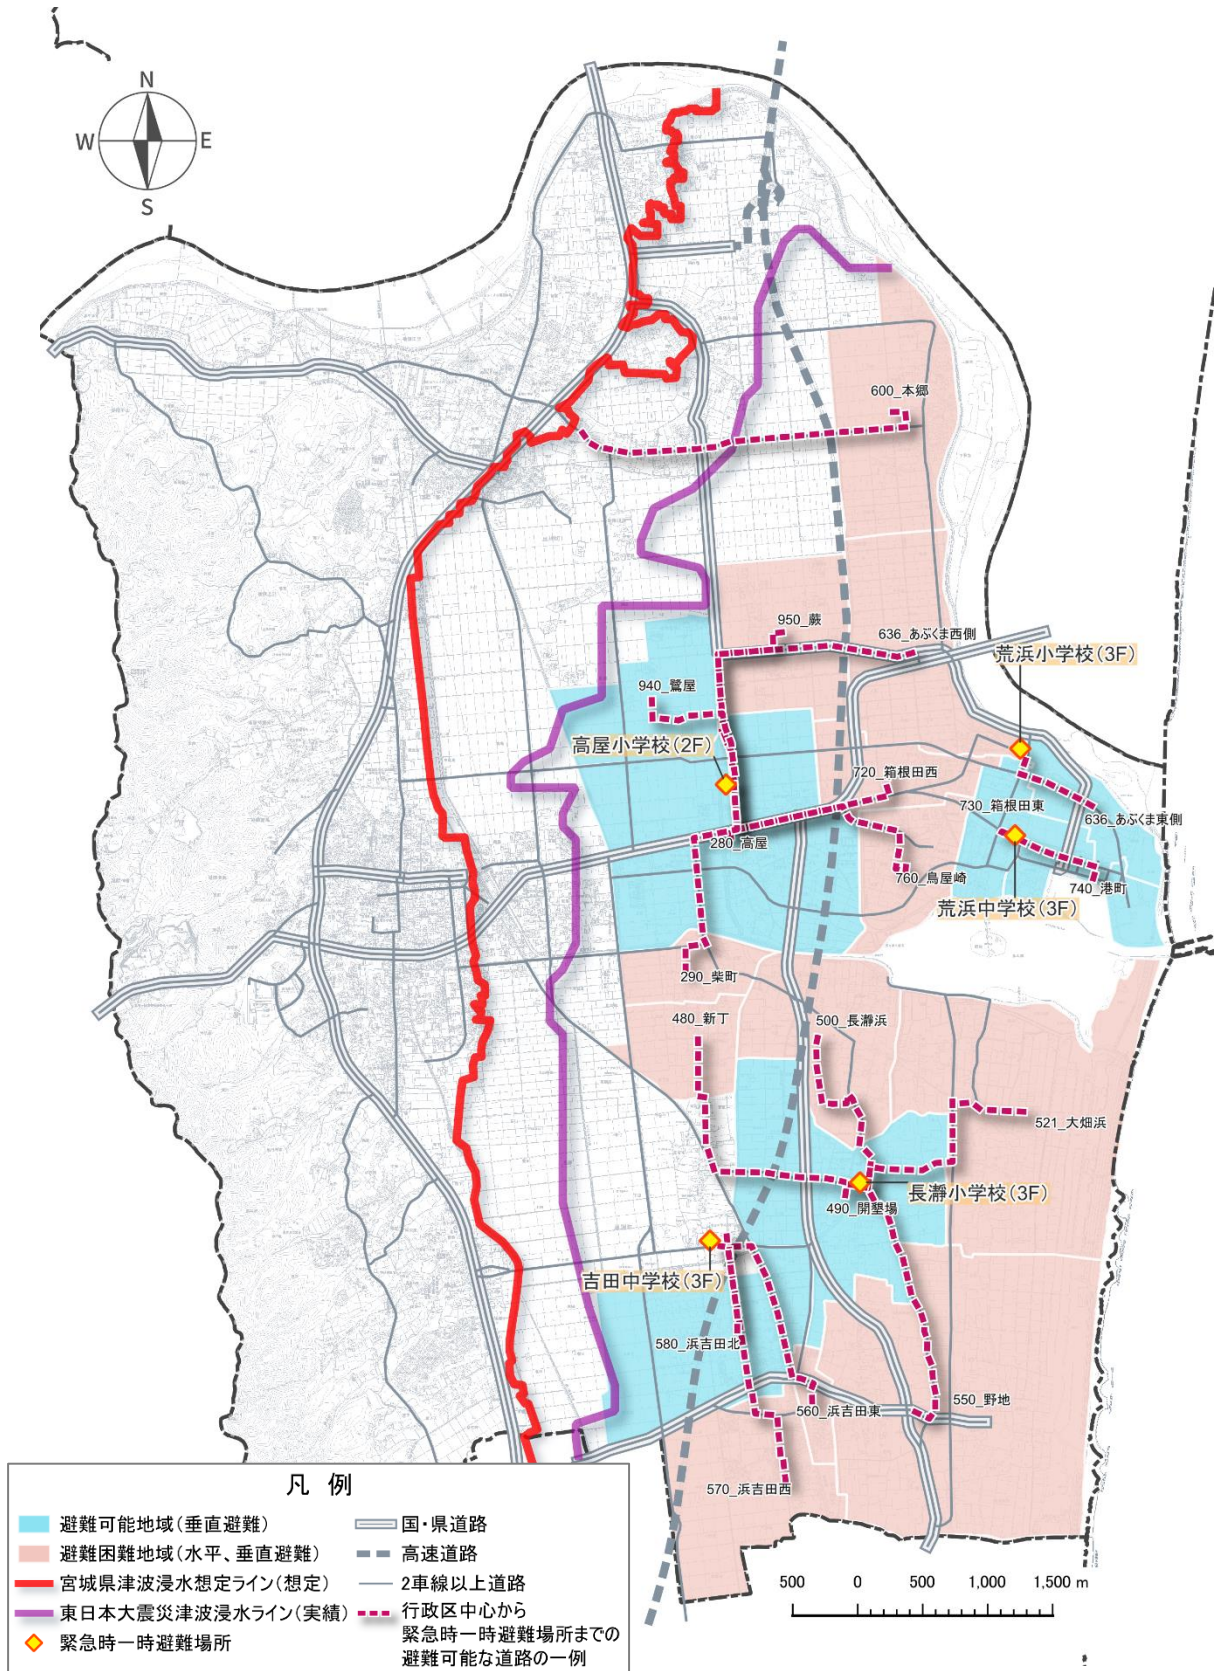 N
W
E
S
600_本郷
950_蕨
636_あぶくま西側
荒浜小学校(3F)
940_鷺屋
高屋小学校(2F)
720_箱根田西
730_箱根田東
636_あぶくま東側
280_高屋
760_鳥屋崎
740_港町
荒浜中学校(3F)
290_柴町
480_新丁
500_長瀞浜
521_大畑浜
長瀞小学校(3F)
490_開墾場
吉田中学校(3F)
580_浜吉田北
560_浜吉田東
550_野地
570_浜吉田西
凡 例
避難可能地域(垂直避難)
避難困難地域(水平、垂直避難)
宮城県津波浸水想定ライン(想定)
東日本大震災津波浸水ライン(実績)
緊急時一時避難場所
国・県道路
高速道路
2車線以上道路
行政区中心から
緊急時一時避難場所までの
避難可能な道路の一例
500 0 500 1,000 1,500 m